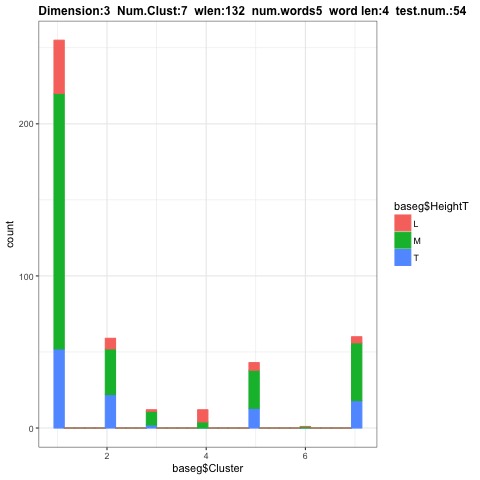 Dimension:3 Num.Clust:7 wlen:132 num.words5 word len:4 test.num.:54
200
100
0
count
2
4
6
baseg$Cluster
baseg$HeightT
L
M
T